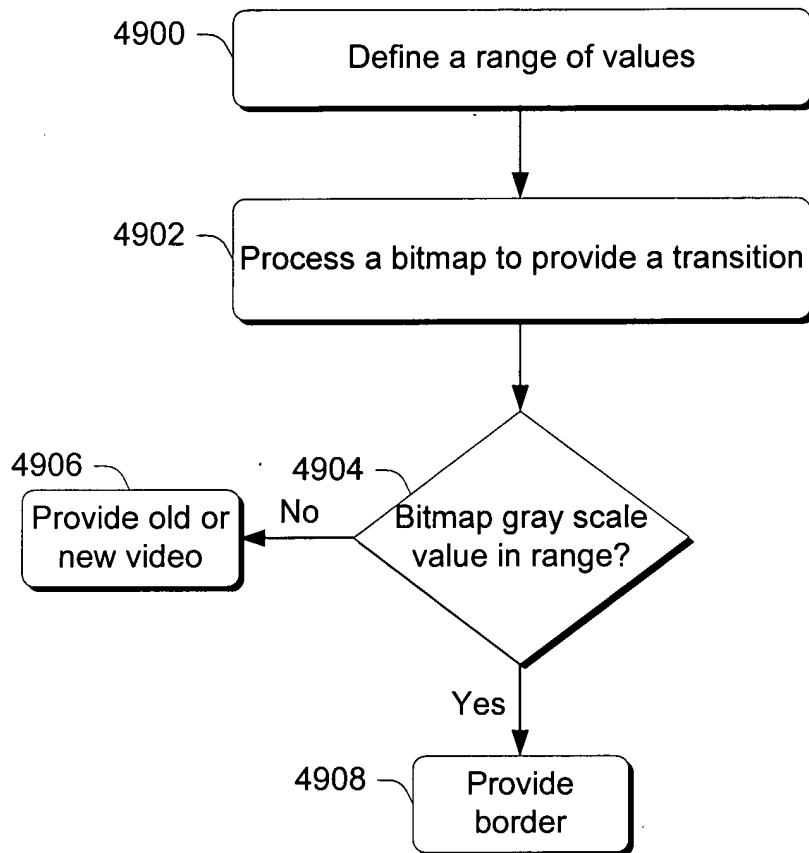 4900
Define a range of values
4902
Process a bitmap to provide a transition
4906
4904
Provide old or
new video
No
Bitmap gray scale
value in range?
Yes
4908
Provide
border